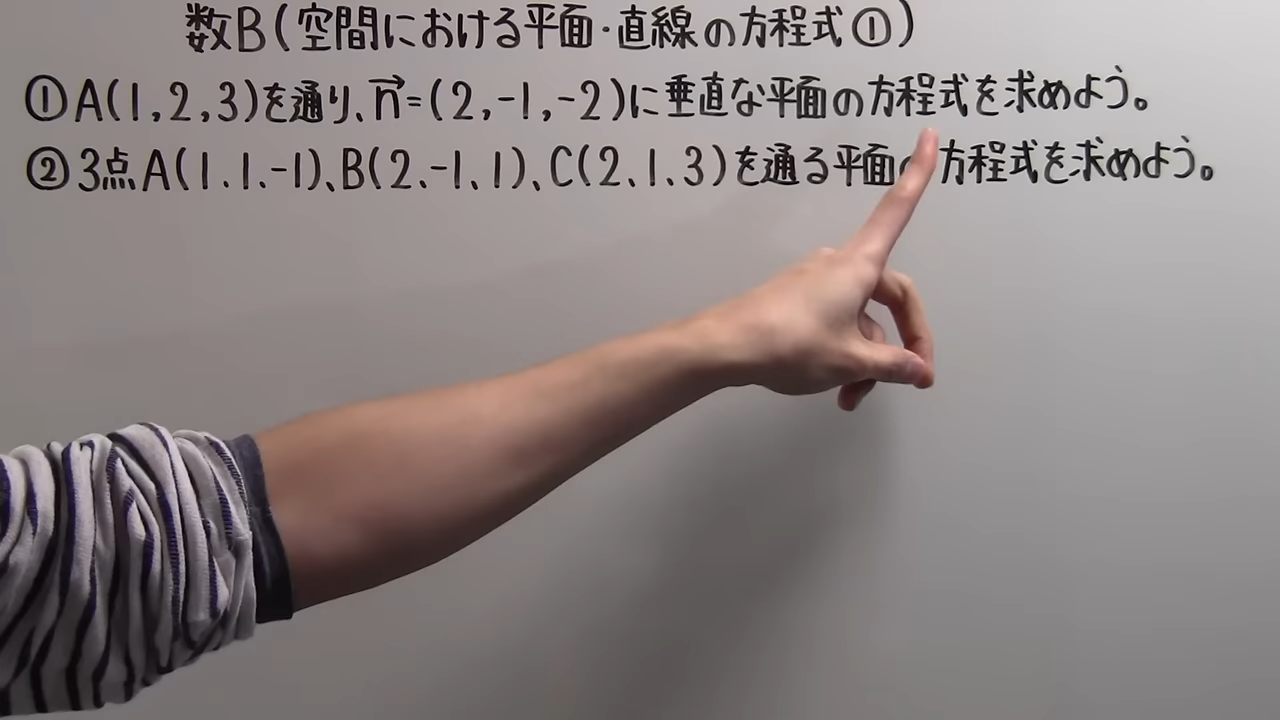 数B(空間における平面・直線の方程式①)
①A(1,2,3)を通り、n→=(2,-1,-2)に垂直な平面の方程式を求めよう。
②3点A(1.1.-1)、B(2.-1.1)、C(2.1.3)を通る平面の方程式を求めよう。